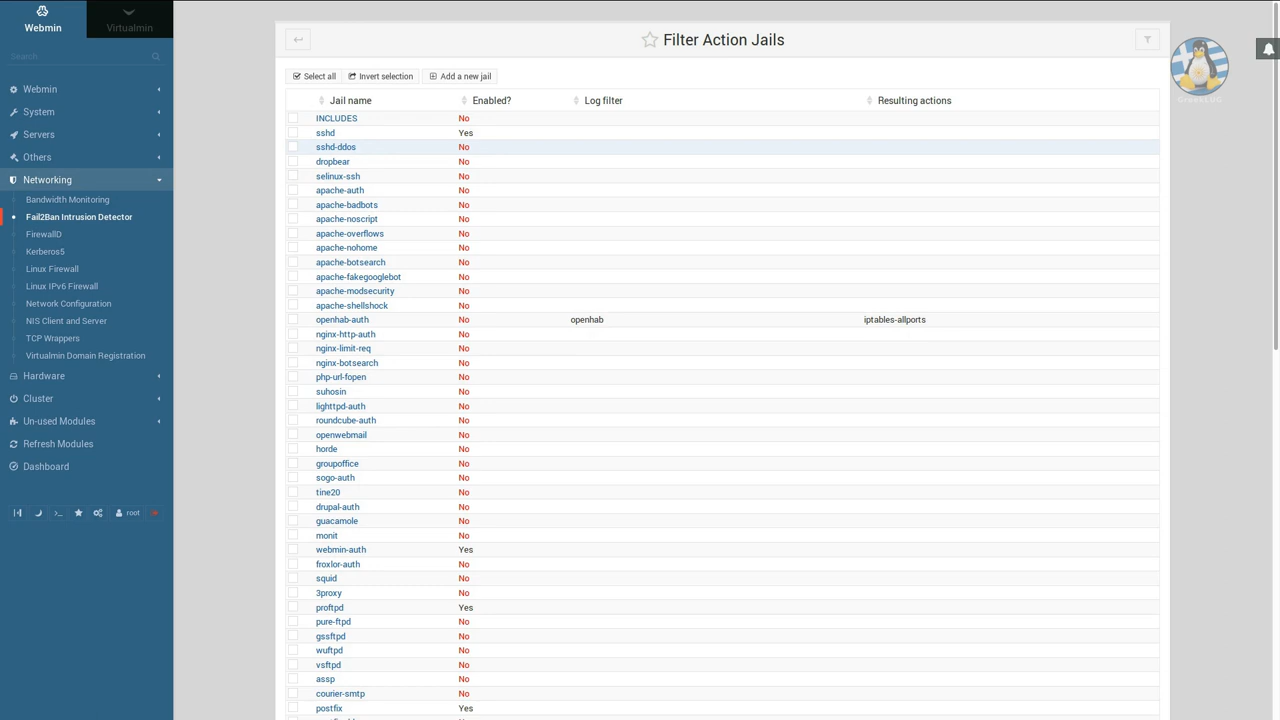 Webmin
Virtualmin
Search
Webmin
System
Servers
Others
Networking
Bandwidth Monitoring
Fail2Ban Intrusion Detector
FirewallD
Kerberos5
Linux Firewall
Linux IPv6 Firewall
Network Configuration
NIS Client and Server
TCP Wrappers
Virtualmin Domain Registration
Hardware
Cluster
Un-used Modules
Refresh Modules
Dashboard
root
Filter Action Jails
Select all Invert selection Add a new jail
Jail name Enabled? Log filter Resulting actions
INCLUDES No
sshd Yes
sshd-ddos No
dropbear No
selinux-ssh No
apache-auth No
apache-badbots No
apache-noscript No
apache-overflows No
apache-nohome No
apache-botsearch No
apache-fakegooglebot No
apache-modsecurity No
apache-shellshock No
openhab-auth No openhab iptables-allports
nginx-http-auth No
nginx-limit-req No
nginx-botsearch No
php-url-fopen No
suhosin No
lighttpd-auth No
roundcube-auth No
openwebmail No
horde No
groupoffice No
sogo-auth No
tine20 No
drupal-auth No
guacamole No
monit No
webmin-auth Yes
froxlor-auth No
squid No
3proxy No
proftpd Yes
pure-ftpd No
gssftpd No
wuftpd No
vsftpd No
assp No
courier-smtp No
postfix Yes
GreekLUG